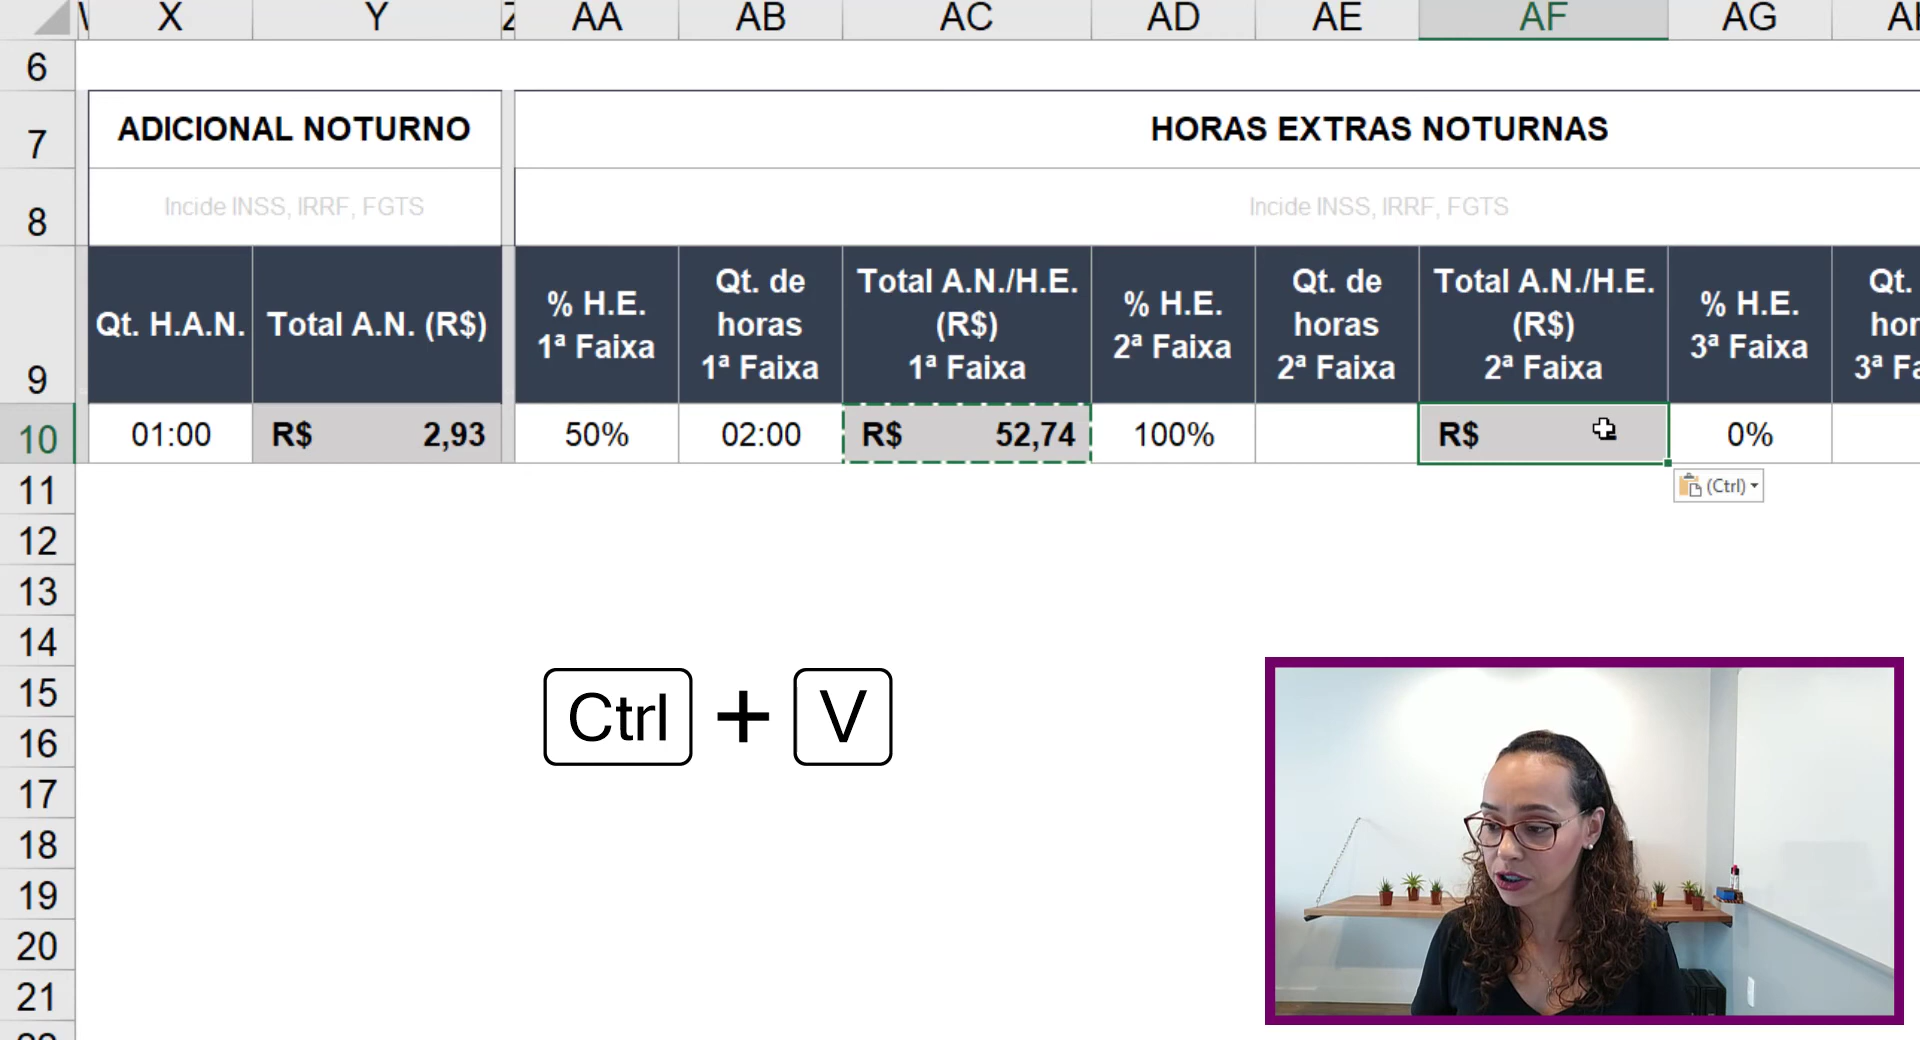 X Y Z AA AB AC AD AE AF AG
6
7 ADICIONAL NOTURNO HORAS EXTRAS NOTURNAS
8 Incide INSS, IRRF, FGTS Incide INSS, IRRF, FGTS
9
Qt. H.A.N.
Total A.N. (R$)
% H.E.
1ª Faixa
Qt. de
horas
1ª Faixa
Total A.N./H.E.
(R$)
1ª Faixa
% H.E.
2ª Faixa
Qt. de
horas
2ª Faixa
Total A.N./H.E.
(R$)
2ª Faixa
% H.E.
3ª Faixa
Qt.
3ª
10 01:00 R$ 2,93 50% 02:00 R$ 52,74 100% R$ 0%
(Ctrl)
11
12
13
14
15
16
17
18
19
20
21
Ctrl + V